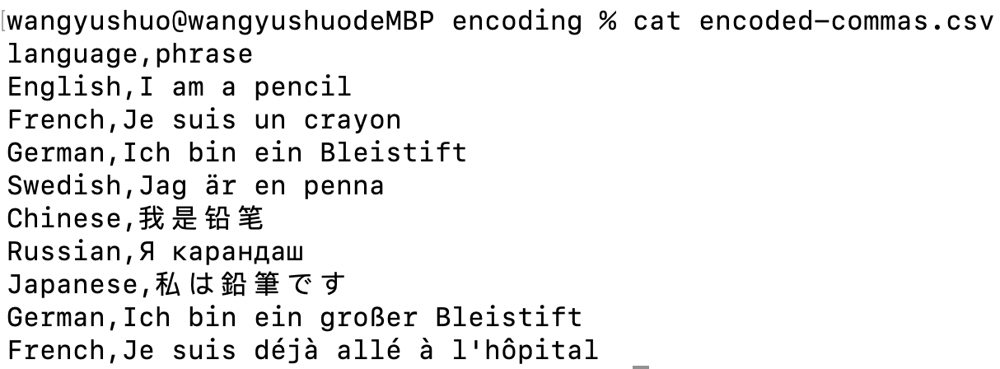 wangyushuo@wangyushuodeMBP encoding % cat encoded-commas.csv
language,phrase
English,I am a pencil
French,Je suis un crayon
German,Ich bin ein Bleistift
Swedish,Jag är en penna
Chinese,我是铅笔
Russian,Я карандаш
Japanese,私は鉛筆です
German,Ich bin ein großer Bleistift
French,Je suis déjà allé à l'hôpital